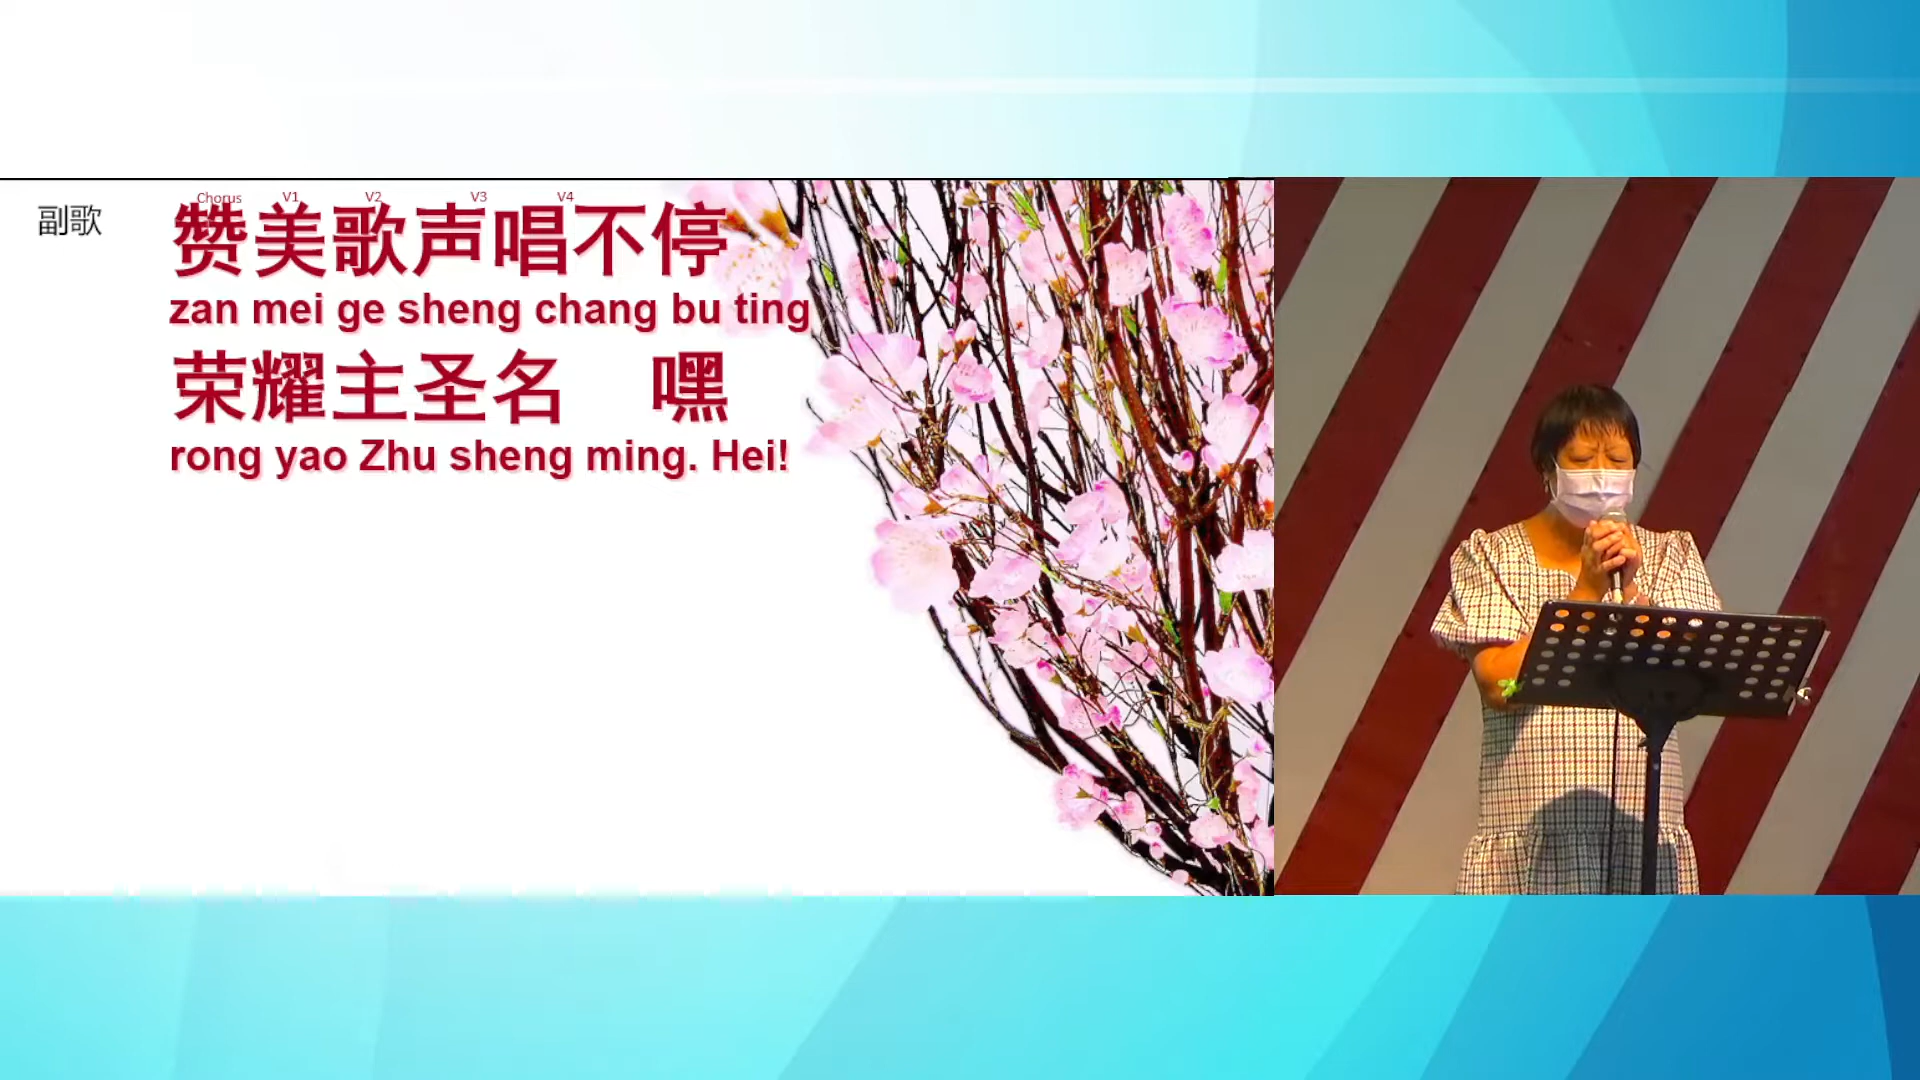 Chorus V1 V2 V3 V4
副歌
赞美歌声唱不停
zan mei ge sheng chang bu ting
荣耀主圣名 嘿
rong yao Zhu sheng ming. Hei!